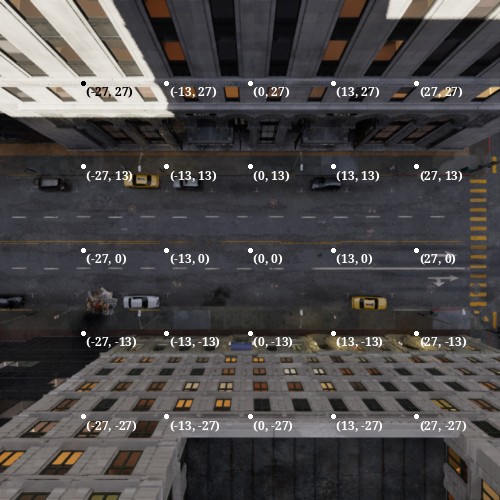 (-27, 27) (-13, 27) (0, 27) (13, 27) (27, 27)
(-27, 13) (-13, 13) (0, 13) (13, 13) (27, 13)
(-27, 0) (-13, 0) (0, 0) (13, 0) (27, 0)
(-27, -13) (-13, -13) (0, -13) (13, -13) (27, -13)
(-27, -27) (-13, -27) (0, -27) (13, -27) (27, -27)